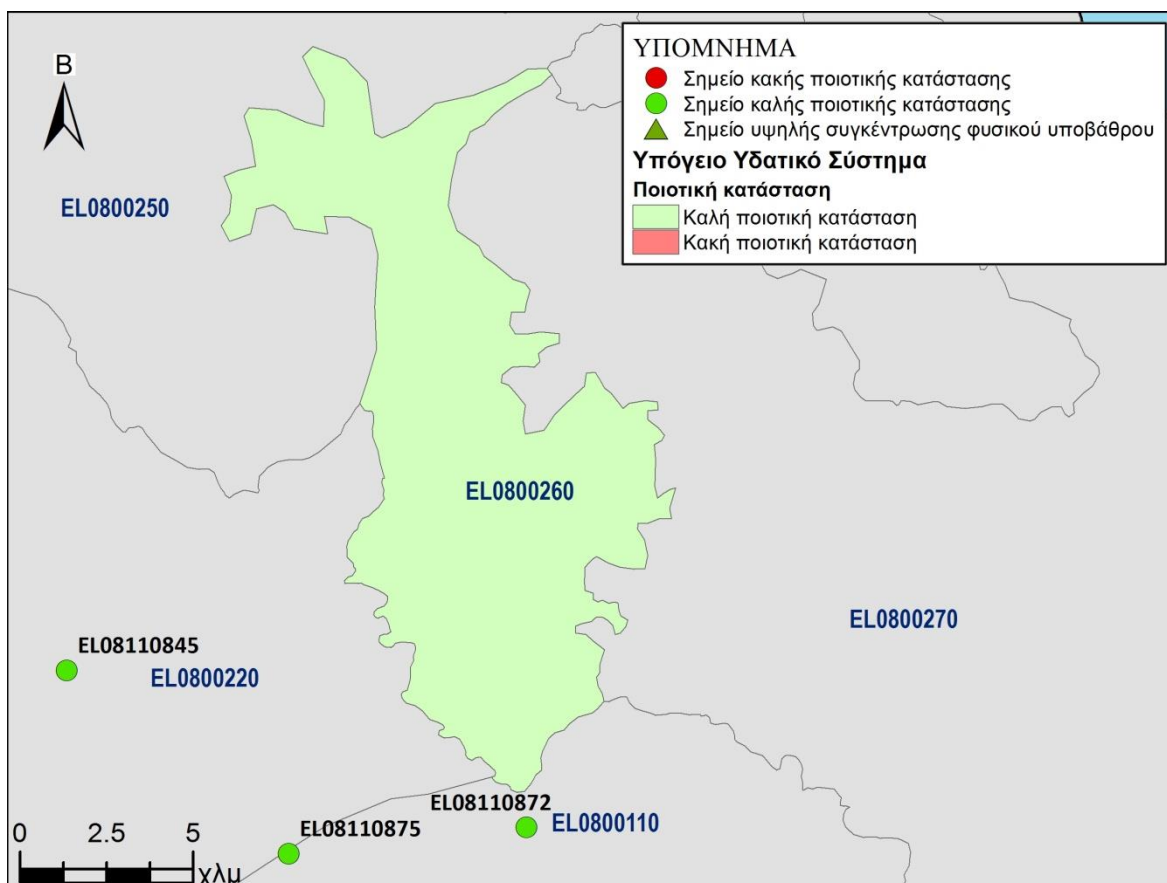 ΥΠΟΜΝΗΜΑ
Σημείο κακής ποιοτικής κατάστασης
Σημείο καλής ποιοτικής κατάστασης
Σημείο υψηλής συγκέντρωσης φυσικού υποβάθρου
Υπόγειο Υδατικό Σύστημα
Ποιοτική κατάσταση
Καλή ποιοτική κατάσταση
Κακή ποιοτική κατάσταση
Β
EL0800250
EL0800260
EL0800270
EL08110845
EL0800220
EL08110872
EL0800110
EL08110875
0 2.5 5
χλμ